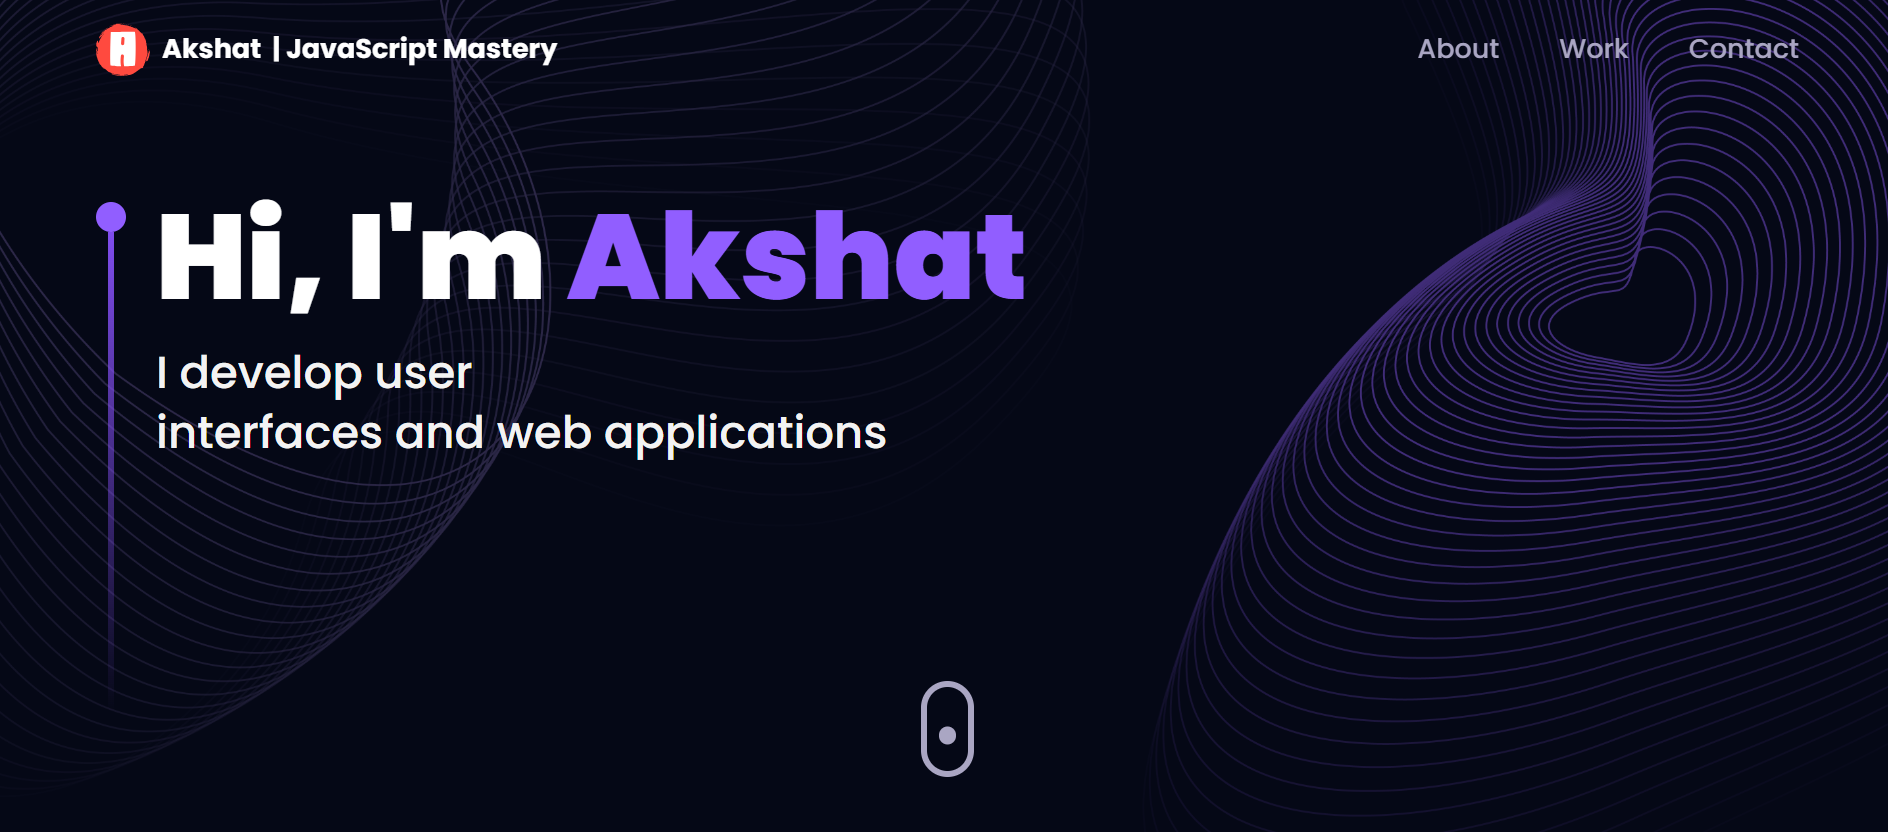 Akshat | JavaScript Mastery
About Work Contact
Hi, I'm Akshat
I develop user
interfaces and web applications